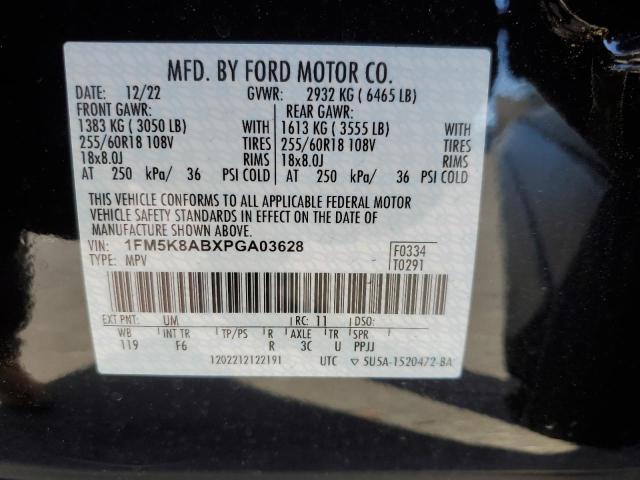 MFD. BY FORD MOTOR CO.
DATE: 12/22 GVWR: 2932 KG ( 6465 LB)
FRONT GAWR: REAR GAWR:
1383 KG ( 3050 LB) WITH 1613 KG ( 3555 LB) WITH
255/60R18 108V TIRES 255/60R18 108V TIRES
18x8.0J RIMS 18x8.0J RIMS
AT 250 kPa/ 36 PSI COLD AT 250 kPa/ 36 PSI COLD
THIS VEHICLE CONFORMS TO ALL APPLICABLE FEDERAL MOTOR
VEHICLE SAFETY STANDARDS IN EFFECT ON THE DATE OF
MANUFACTURE SHOWN ABOVE.
VIN: 1FM5K8ABXPGA03628 F0334
TYPE: MPV T0291
EXT PNT: UM RC: 11 DSO:
WB INT TR TP/PS R AXLE TR SPR
119 F6 R 3C U PPJJ
1202212122191 UTC ▽ 5U5A-1520472-BA